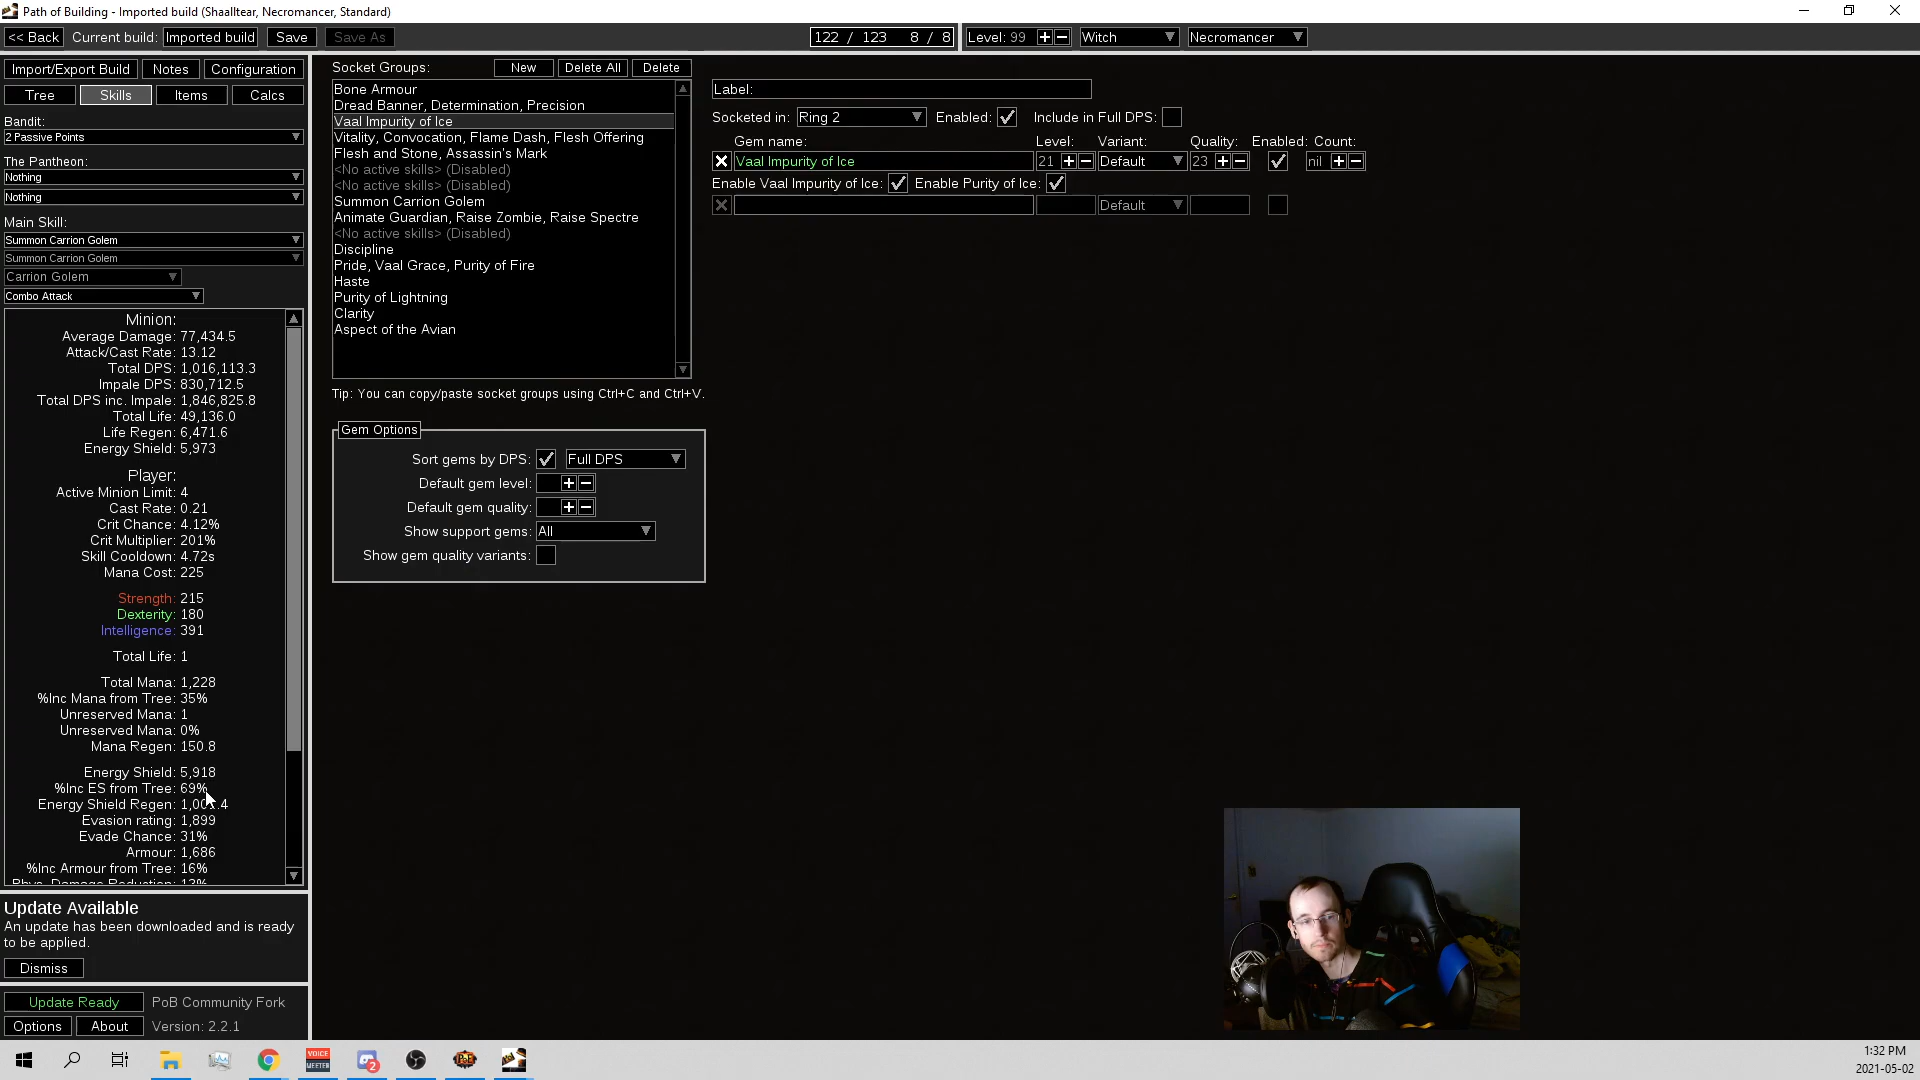 Path of Building - Imported build (Shaalltear, Necromancer, Standard)
<< Back Current build: Imported build Save Save As 122 / 123 8 / 8 Level: 99 Witch Necromancer
Import/Export Build Notes Configuration
Tree Skills Items Calcs
Bandit:
2 Passive Points
The Pantheon:
Nothing
Nothing
Main Skill:
Summon Carrion Golem
Summon Carrion Golem
Carrion Golem
Combo Attack
Minion:
Average Damage: 77,434.5
Attack/Cast Rate: 13.12
Total DPS: 1,016,113.3
Impale DPS: 830,712.5
Total DPS inc. Impale: 1,846,825.8
Total Life: 49,136.0
Life Regen: 6,471.6
Energy Shield: 5,973
Player:
Active Minion Limit: 4
Cast Rate: 0.21
Crit Chance: 4.12%
Crit Multiplier: 201%
Skill Cooldown: 4.72s
Mana Cost: 225
Strength: 215
Dexterity: 180
Intelligence: 391
Total Life: 1
Total Mana: 1,228
%Inc Mana from Tree: 35%
Unreserved Mana: 1
Unreserved Mana: 0%
Mana Regen: 150.8
Energy Shield: 5,918
%Inc ES from Tree: 69%
Energy Shield Regen:
Evasion rating: 1,899
Evade Chance: 31%
Armour: 1,686
%Inc Armour from Tree: 16%
Phys. Damage Reduction: 13%
Update Available
An update has been downloaded and is ready
to be applied.
Dismiss
Update Ready PoB Community Fork
Options About Version: 2.2.1
Socket Groups: New Delete All Delete
Bone Armour
Dread Banner, Determination, Precision
Vaal Impurity of Ice
Vitality, Convocation, Flame Dash, Flesh Offering
Flesh and Stone, Assassin's Mark
<No active skills> (Disabled)
<No active skills> (Disabled)
Summon Carrion Golem
Animate Guardian, Raise Zombie, Raise Spectre
<No active skills> (Disabled)
Discipline
Pride, Vaal Grace, Purity of Fire
Haste
Purity of Lightning
Clarity
Aspect of the Avian
Tip: You can copy/paste socket groups using Ctrl+C and Ctrl+V.
Gem Options
Sort gems by DPS: Full DPS
Default gem level:
Default gem quality:
Show support gems: All
Show gem quality variants:
Label:
Socketed in: Ring 2 Enabled: Include in Full DPS:
Gem name: Level: Variant: Quality: Enabled: Count:
Vaal Impurity of Ice 21 Default 23 nil
Enable Vaal Impurity of Ice: Enable Purity of Ice:
Default
VOICE
MEETER
2
PoE
1:32 PM
2021-05-02